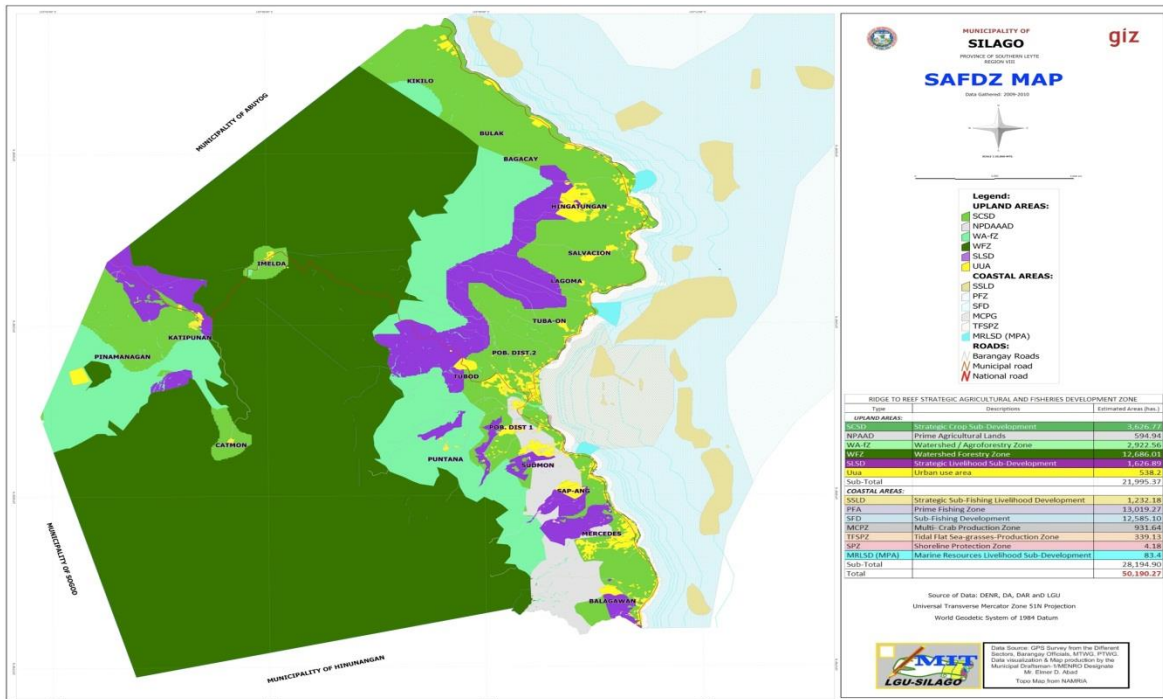 MUNICIPALITY OF
SILAGO
PROVINCE OF SOUTHERN LEYTE
REGION VIII
giz
SAFDZ MAP
Data Gathered: 2009-2010
Legend:
UPLAND AREAS:
SCSD
NPDAAAD
WA-fZ
WFZ
SLSD
UUA
COASTAL AREAS:
SSLD
PFZ
SFD
MCPG
TFSPZ
MRLSD (MPA)
ROADS:
Barangay Roads
Municipal road
National road
RIDGE TO REEF STRATEGIC AGRICULTURAL AND FISHERIES DEVELOPMENT ZONE
Type Descriptions Estimated Areas (has.)
UPLAND AREAS:
SCSD Strategic Crop Sub-Development 3,626.77
NPAAD Prime Agricultural Lands 594.94
WA-fZ Watershed / Agroforestry Zone 2,922.56
WFZ Watershed Forestry Zone 12,686.01
SLSD Strategic Livelihood Sub-Development 1,626.89
Uua Urban use area 538.2
Sub-Total 21,995.37
COASTAL AREAS:
SSLD Strategic Sub-Fishing Livelihood Development 1,232.18
PFA Prime Fishing Zone 13,019.27
SFD Sub-Fishing Development 12,585.10
MCPZ Multi- Crab Production Zone 931.64
TFSPZ Tidal Flat Sea-grasses-Production Zone 339.13
SPZ Shoreline Protection Zone 4.18
MRLSD (MPA) Marine Resources Livelihood Sub-Development 83.4
Sub-Total 28,194.90
Total 50,190.27
Source of Data: DENR, DA, DAR anD LGU
Universal Transverse Mercator Zone 51N Projection
World Geodetic System of 1984 Datum
MIT
LGU-SILAGO
Data Source: GPS Survey from the Different
Sectors, Barangay Officials, MTWG, PTWG.
Data visualization & Map production by the
Municipal Draftsman-1/MENRO Designate
Mr. Elmer D. Abad
Topo Map from NAMRIA
MUNICIPALITY OF ABUYOG
KIKILO
BULAK
BAGACAY
HINGATUNGAN
SALVACION
IMELDA
LAGOMA
TUBA-ON
KATIPUNAN
PINAMANAGAN
POB. DIST.2
TUBOD
POB. DIST 1
CATMON
PUNTANA
SUDMON
SAP-ANG
MERCEDES
BALAGAWAN
MUNICIPALITY OF SOGOD
MUNICIPALITY OF HINUNANGAN